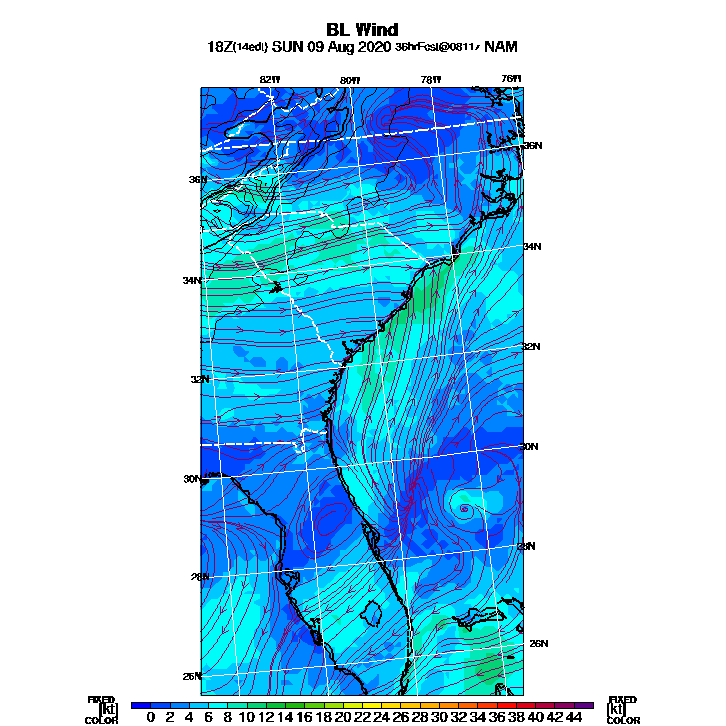 BL Wind
18Z(14edt) SUN 09 Aug 2020 36hrFcst@0811z NAM
82W 80W 78W 76W
36N
36N
34N
34N
32N
32N
30N
30N
28N
28N
26N
26N
FIXED FIXED
[kt] 0 2 4 6 8 10 12 14 16 18 20 22 24 26 28 30 32 34 36 38 40 42 44 [kt]
COLOR COLOR